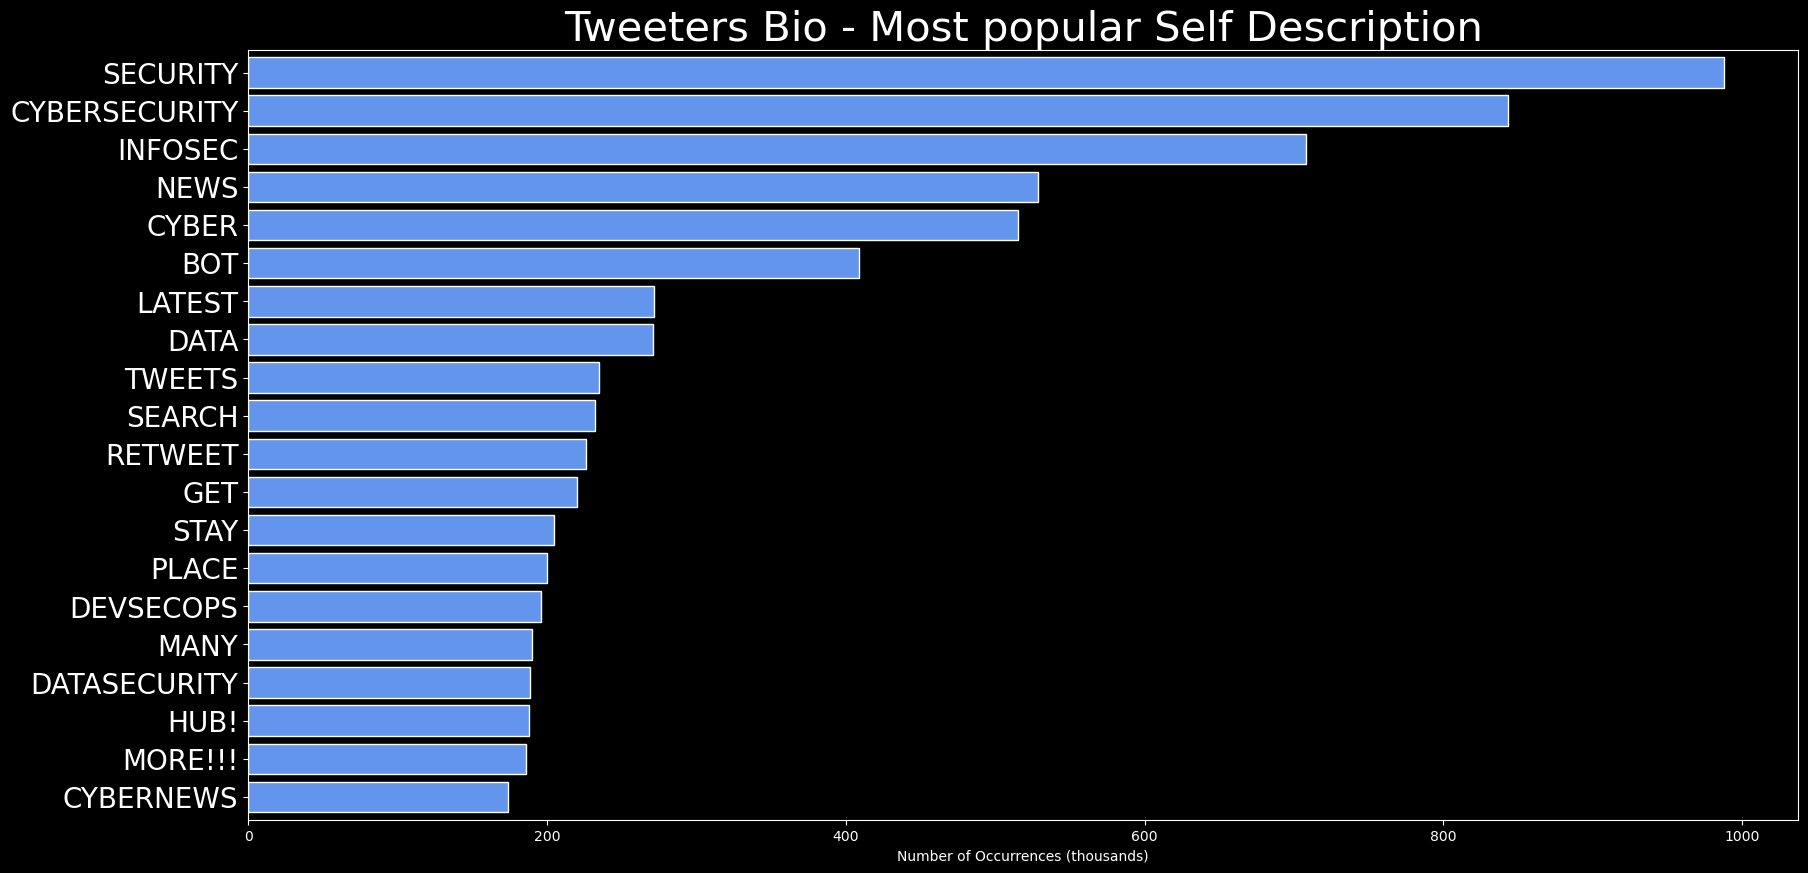 Tweeters Bio - Most popular Self Description
SECURITY
CYBERSECURITY
INFOSEC
NEWS
CYBER
BOT
LATEST
DATA
TWEETS
SEARCH
RETWEET
GET
STAY
PLACE
DEVSECOPS
MANY
DATASECURITY
HUB!
MORE!!!
CYBERNEWS
0 200 400 600 800 1000
Number of Occurrences (thousands)